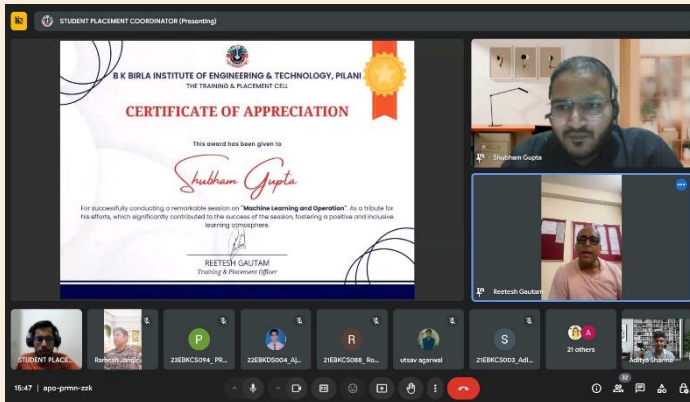 STUDENT PLACEMENT COORDINATOR (Presenting)
B K BIRLA INSTITUTE OF ENGINEERING & TECHNOLOGY, PILANI
THE TRAINING & PLACEMENT CELL
CERTIFICATE OF APPRECIATION
This award has been given to
Shubham Gupta
For successfully conducting a remarkable session on "Machine Learning and Operation". As a tribute for
his efforts, which significantly contributed to the success of the session, fostering a positive and inclusive
learning atmosphere.
REETESH GAUTAM
Training & Placement Officer
Shubham Gupta
Reetesh Gautam
STUDENT PLACE...
Ramesh
P
23EBKCS094_PR...
22EBKDS004_Aj...
R
21EBKCS088_Ro...
utsav agarwal
S
21EBKCS003_Adi...
A
21 others
Aditya Sharma
15:47 | apo-prmn-zzk
32